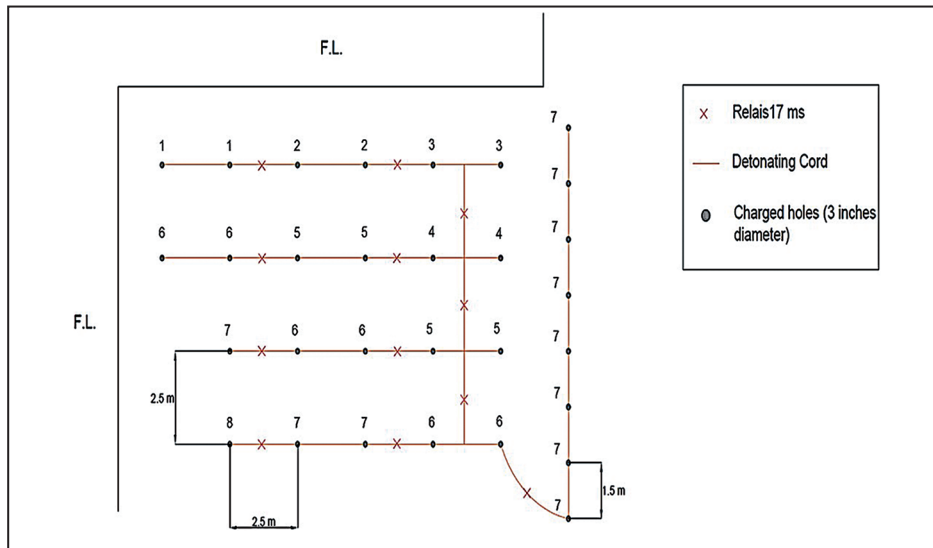 F.L.
Relais17 ms
Detonating Cord
Charged holes (3 inches
diameter)
F.L.
1 1 2 2 3 3
6 6 5 5 4 4
7 6 6 5 5
8 7 7 6 6
7
7
7
7
7
7
7
7
2.5 m
2.5 m
1.5 m